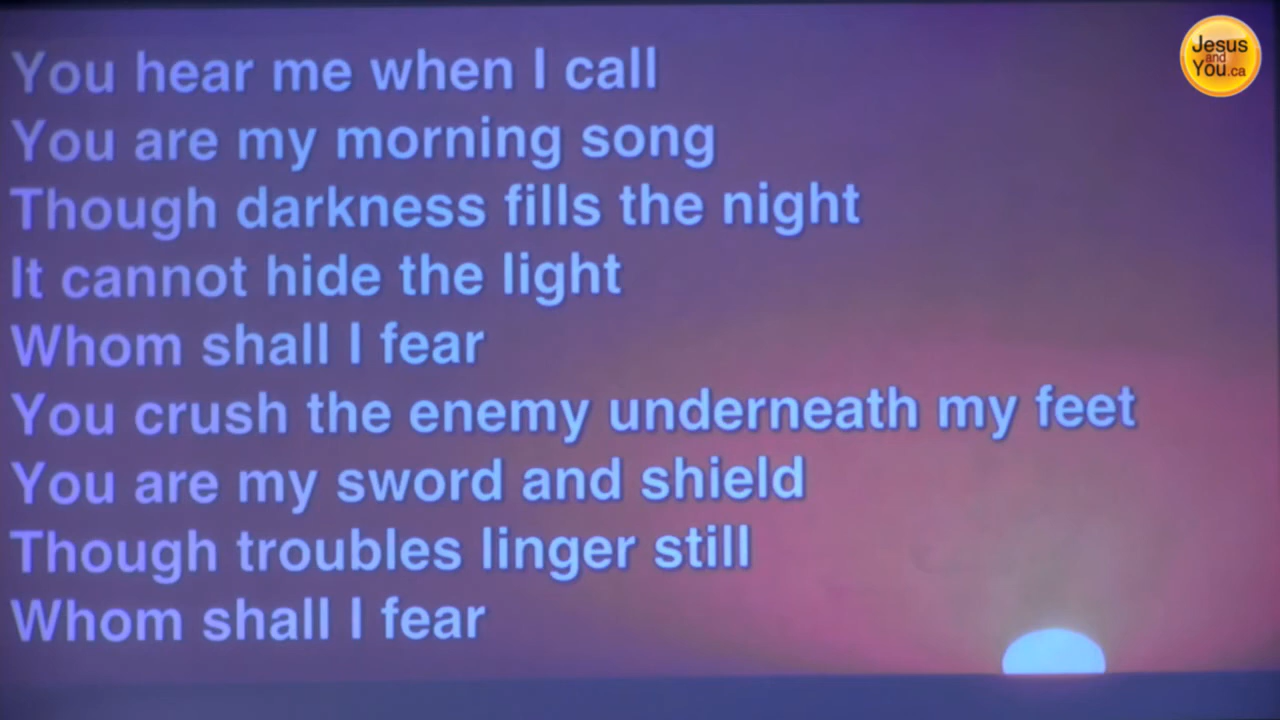 You hear me when I call
You are my morning song
Though darkness fills the night
It cannot hide the light
Whom shall I fear
You crush the enemy underneath my feet
You are my sword and shield
Though troubles linger still
Whom shall I fear
Jesus
and
You.ca